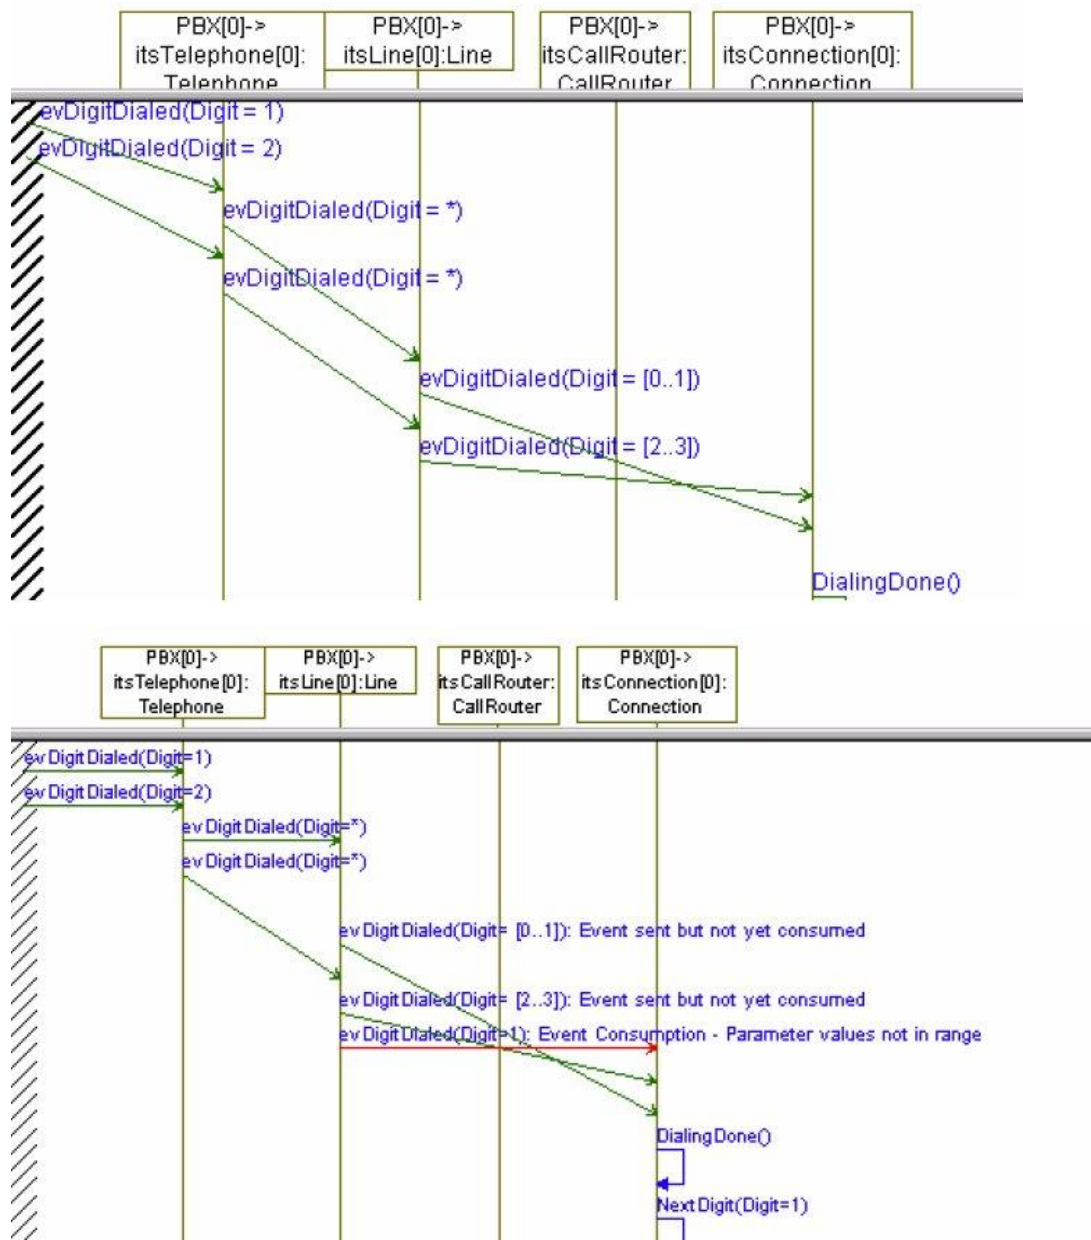 PBX[0]->
itsTelephone[0]:
Telephone
PBX[0]->
itsLine[0]:Line
PBX[0]->
itsCallRouter:
CallRouter
PBX[0]->
itsConnection[0]:
Connection
evDigitDialed(Digit = 1)
evDigitDialed(Digit = 2)
evDigitDialed(Digit = *)
evDigitDialed(Digit = *)
evDigitDialed(Digit = [0..1])
evDigitDialed(Digit = [2..3])
DialingDone()
PBX[0]->
itsTelephone[0]:
Telephone
PBX[0]->
itsLine[0]:Line
PBX[0]->
itsCallRouter:
CallRouter
PBX[0]->
itsConnection[0]:
Connection
evDigitDialed(Digit=1)
evDigitDialed(Digit=2)
evDigitDialed(Digit=*)
evDigitDialed(Digit=*)
evDigitDialed(Digit= [0..1]): Event sent but not yet consumed
evDigitDialed(Digit= [2..3]): Event sent but not yet consumed
evDigitDialed(Digit=1): Event Consumption - Parameter values not in range
DialingDone()
NextDigit(Digit=1)